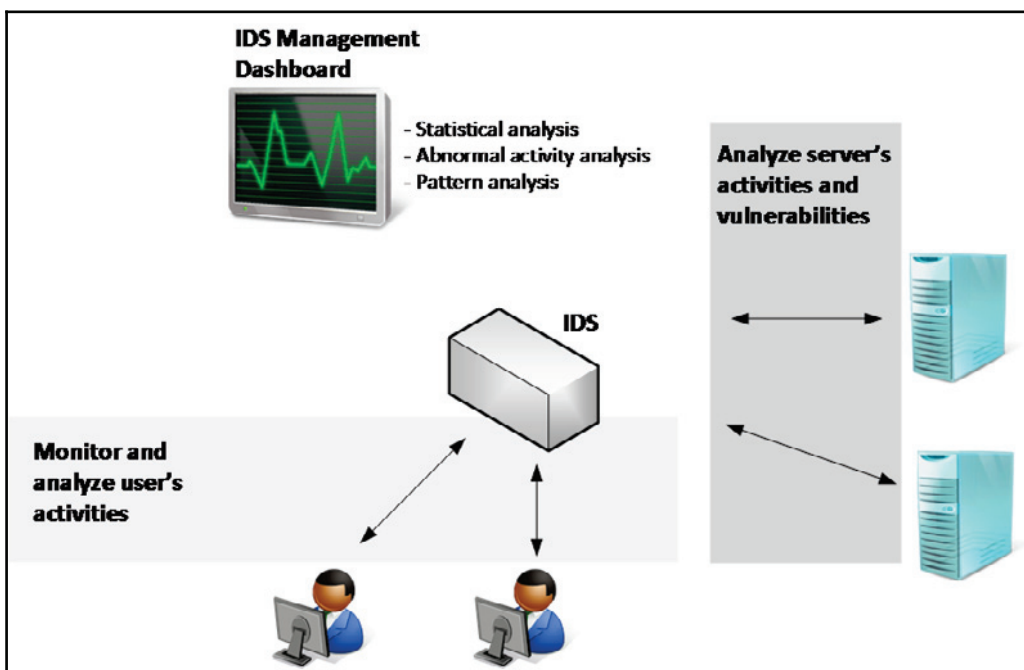 IDS Management
Dashboard
- Statistical analysis
- Abnormal activity analysis
- Pattern analysis
Analyze server's
activities and
vulnerabilities
IDS
Monitor and
analyze user's
activities